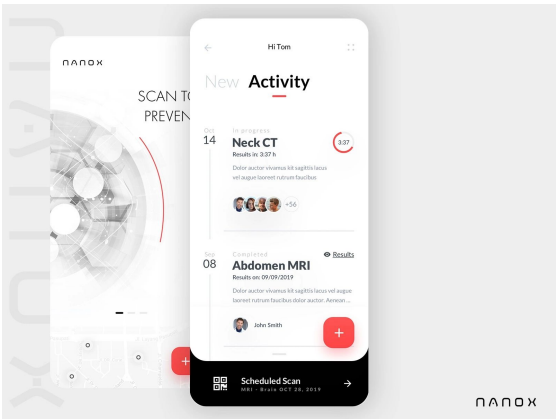 NANOX
NANOX
SCAN TO
PREVEN
Hi Tom
New Activity
Oct
14
In progress
Neck CT
Results in: 3:37 h
3:37
Dolor auctor vivamus kit sagittis lacus
vel augue laoreet rutrum faucibus
+56
Sep
08
Completed
Results
Abdomen MRI
Results on: 09/09/2019
Dolor auctor vivamus kit sagittis lacus vel augue
laoreet rutrum faucibus dolor auctor. Aenean ...
John Smith
+
+
Scheduled Scan
MRI - Brain OCT 28, 2019
NANOX